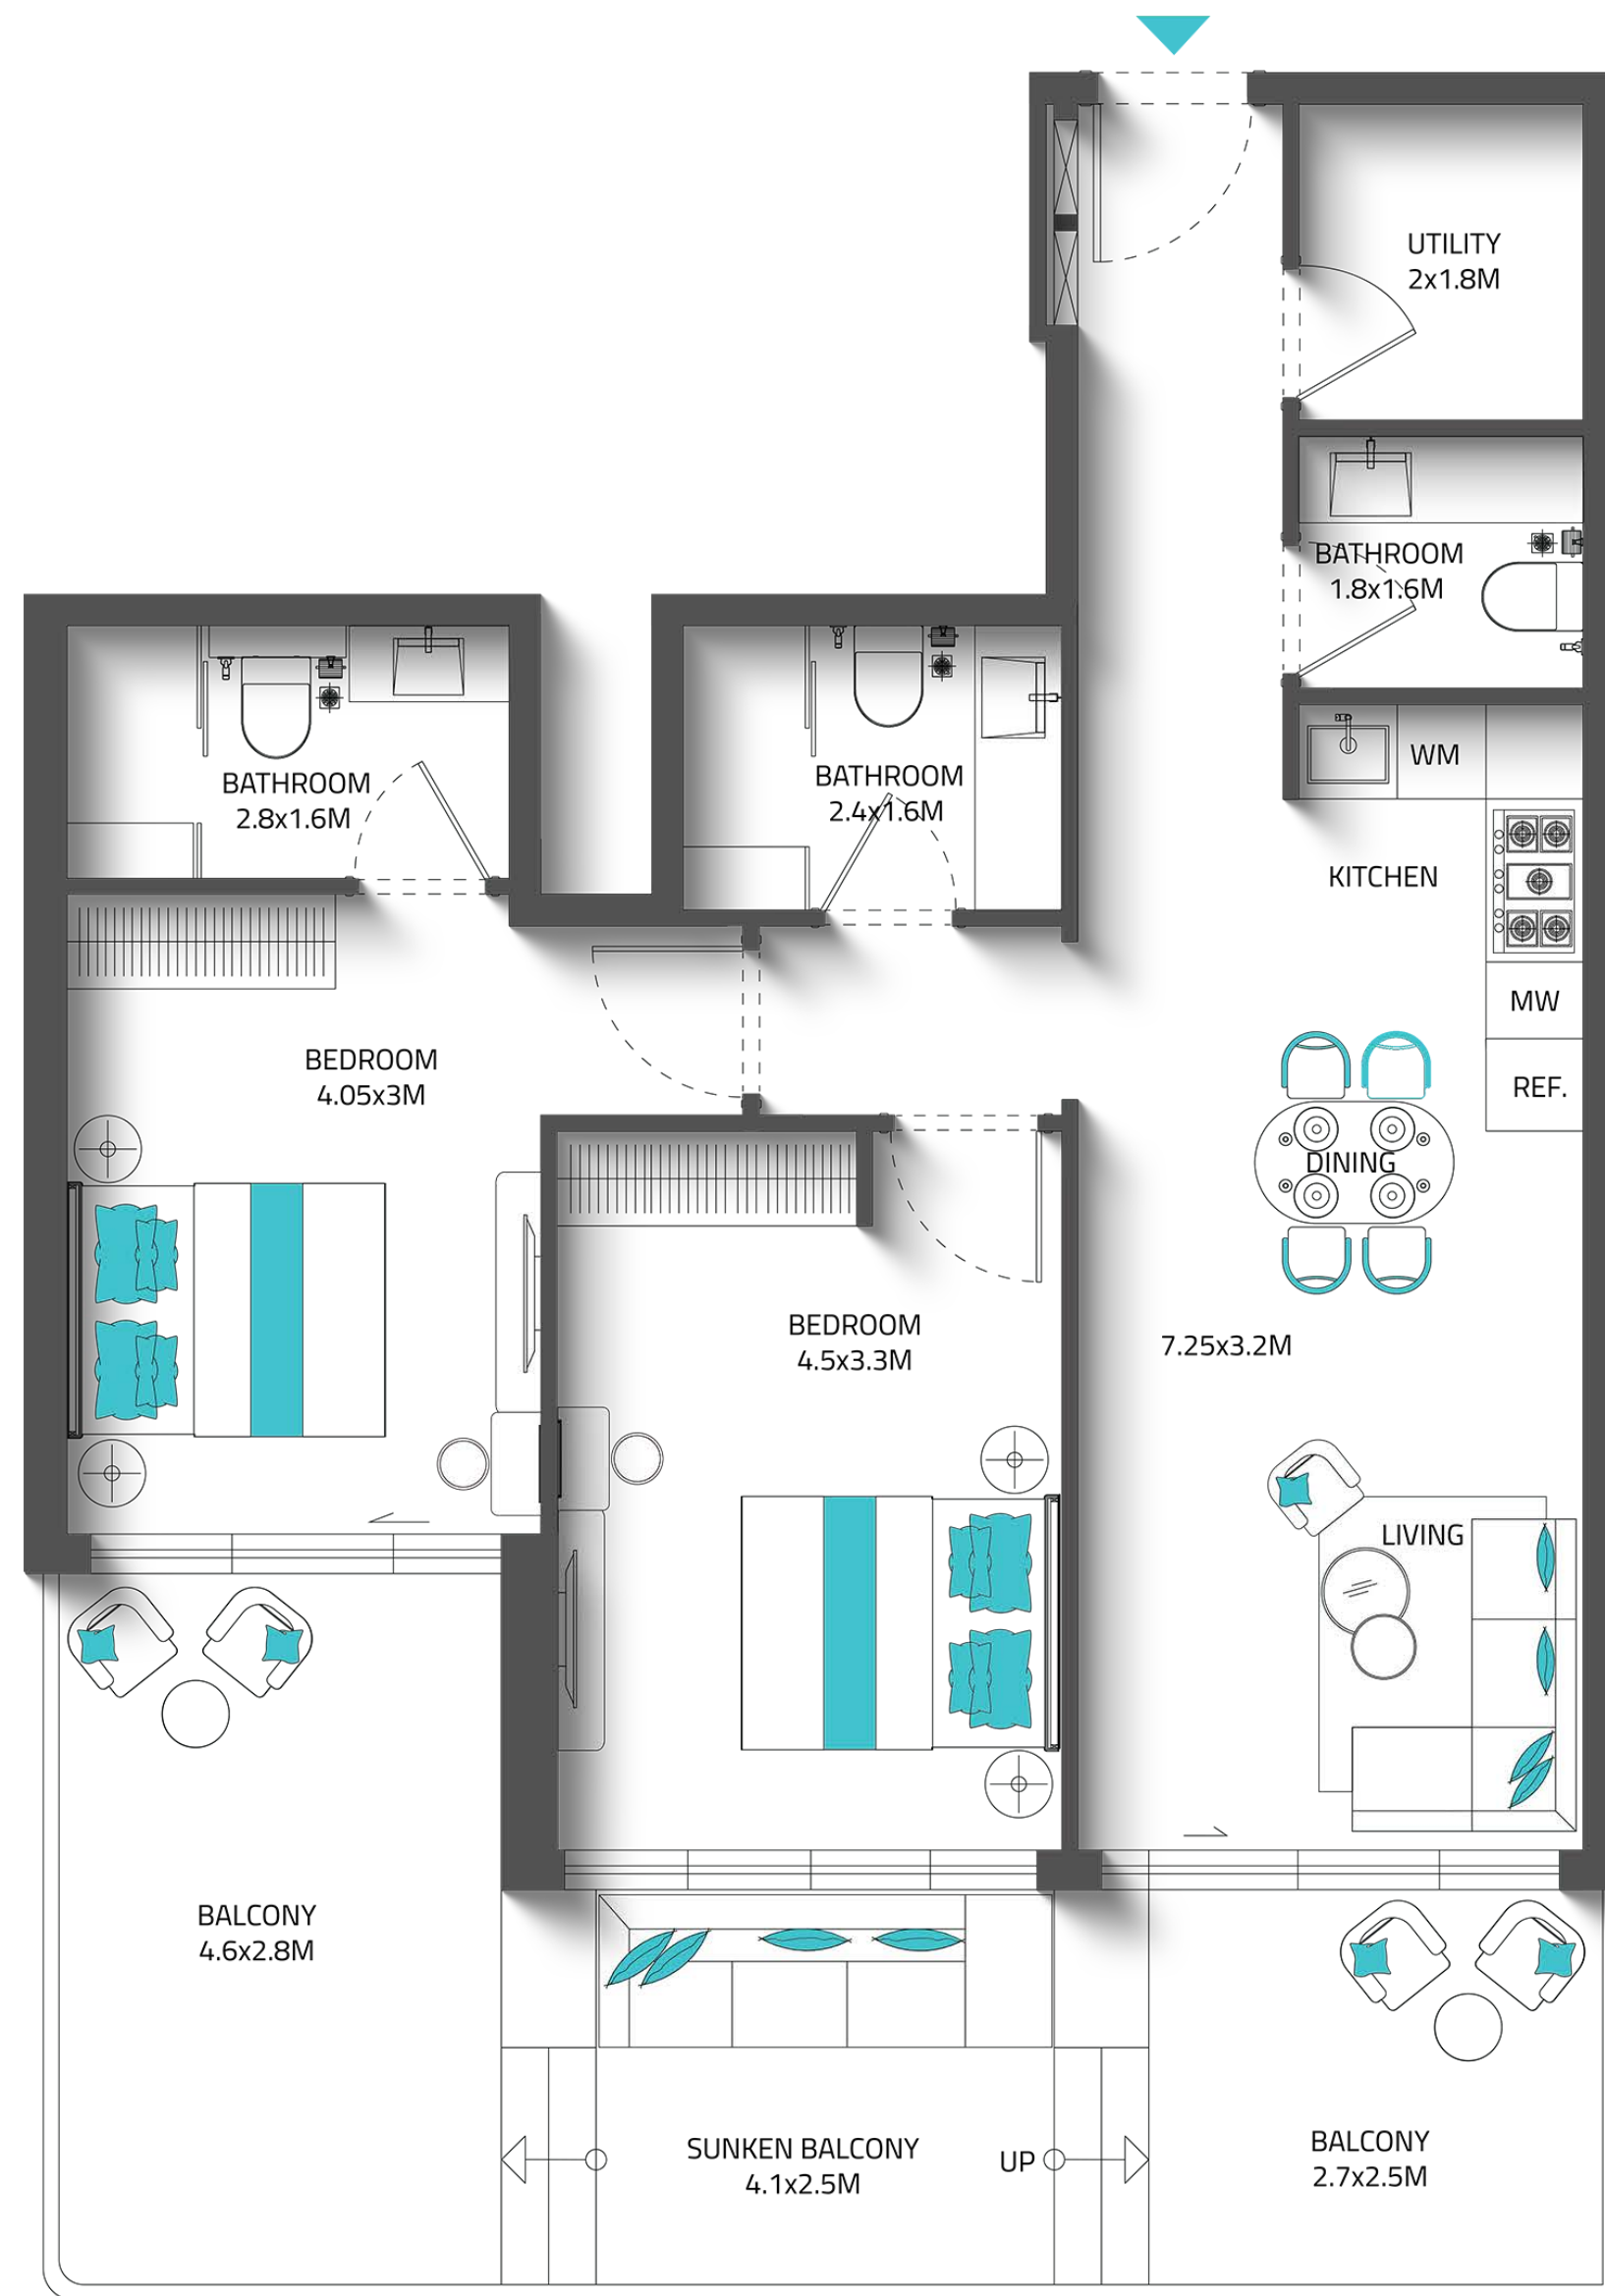 UTILITY
2x1.8M
BATHROOM
1.8x1.6M
WM
BATHROOM
2.8x1.6M
BATHROOM
2.4x1.6M
KITCHEN
MW
BEDROOM
4.05x3M
REF.
DINING
BEDROOM
4.5x3.3M
7.25x3.2M
LIVING
BALCONY
4.6x2.8M
SUNKEN BALCONY
4.1x2.5M
UP
BALCONY
2.7x2.5M